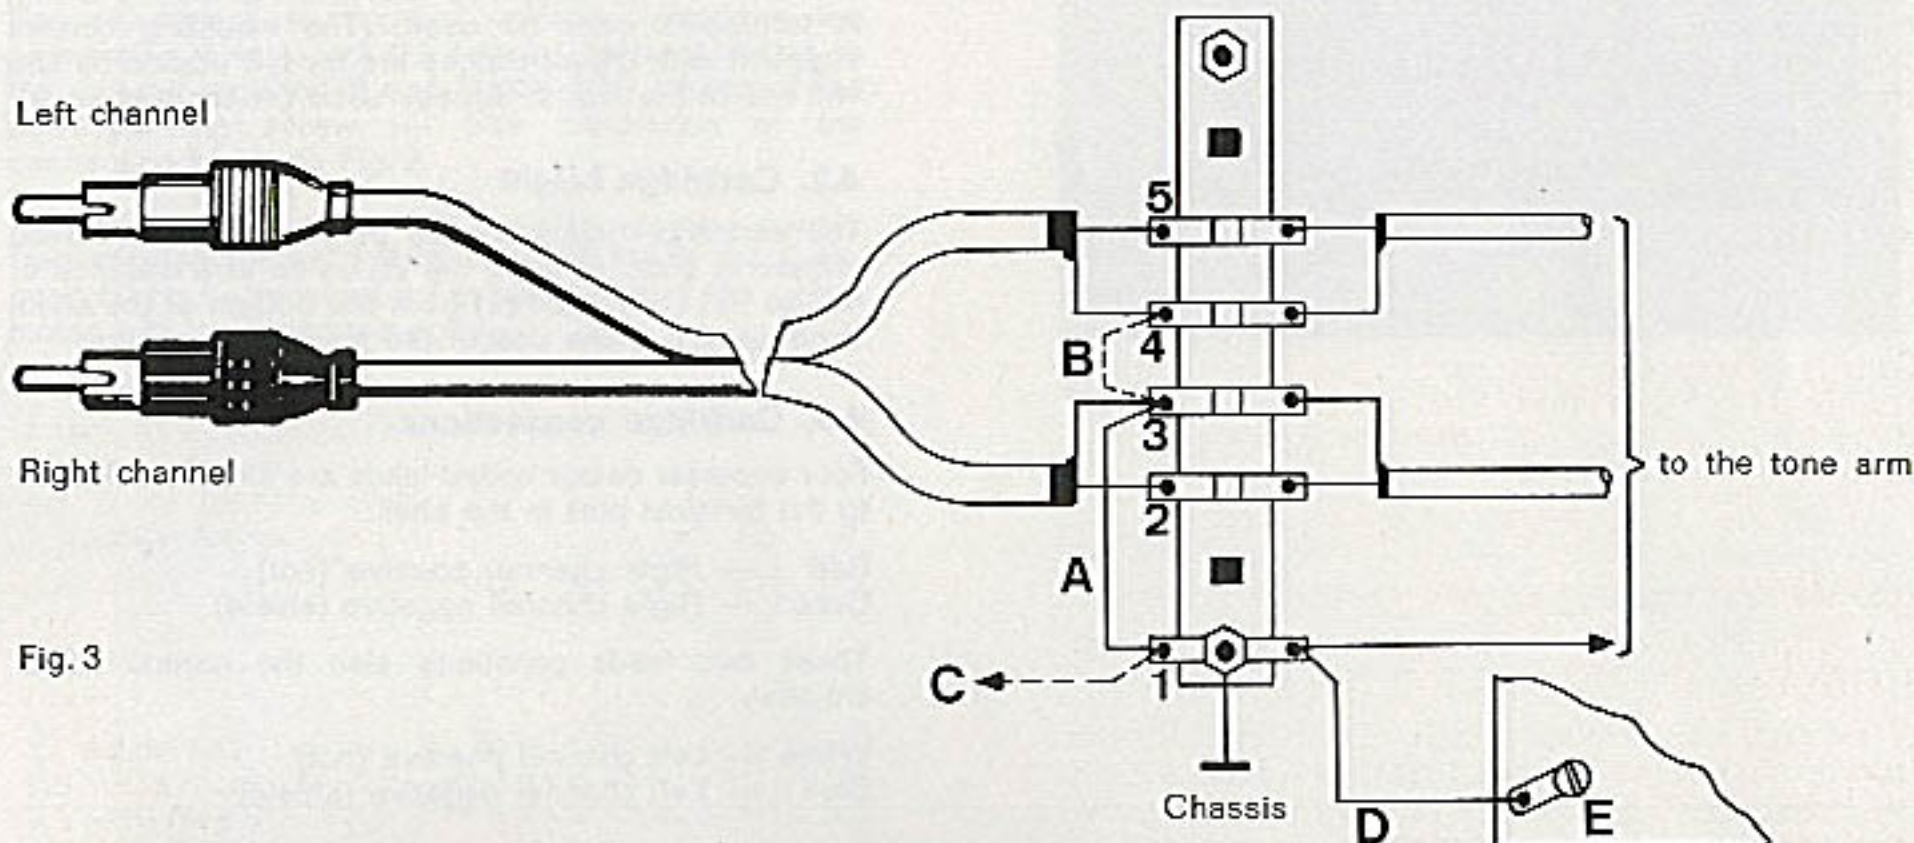 Left channel
5
4
B
3
Right channel
to the tone arm
2
A
Fig. 3
C
1
Chassis
D
E